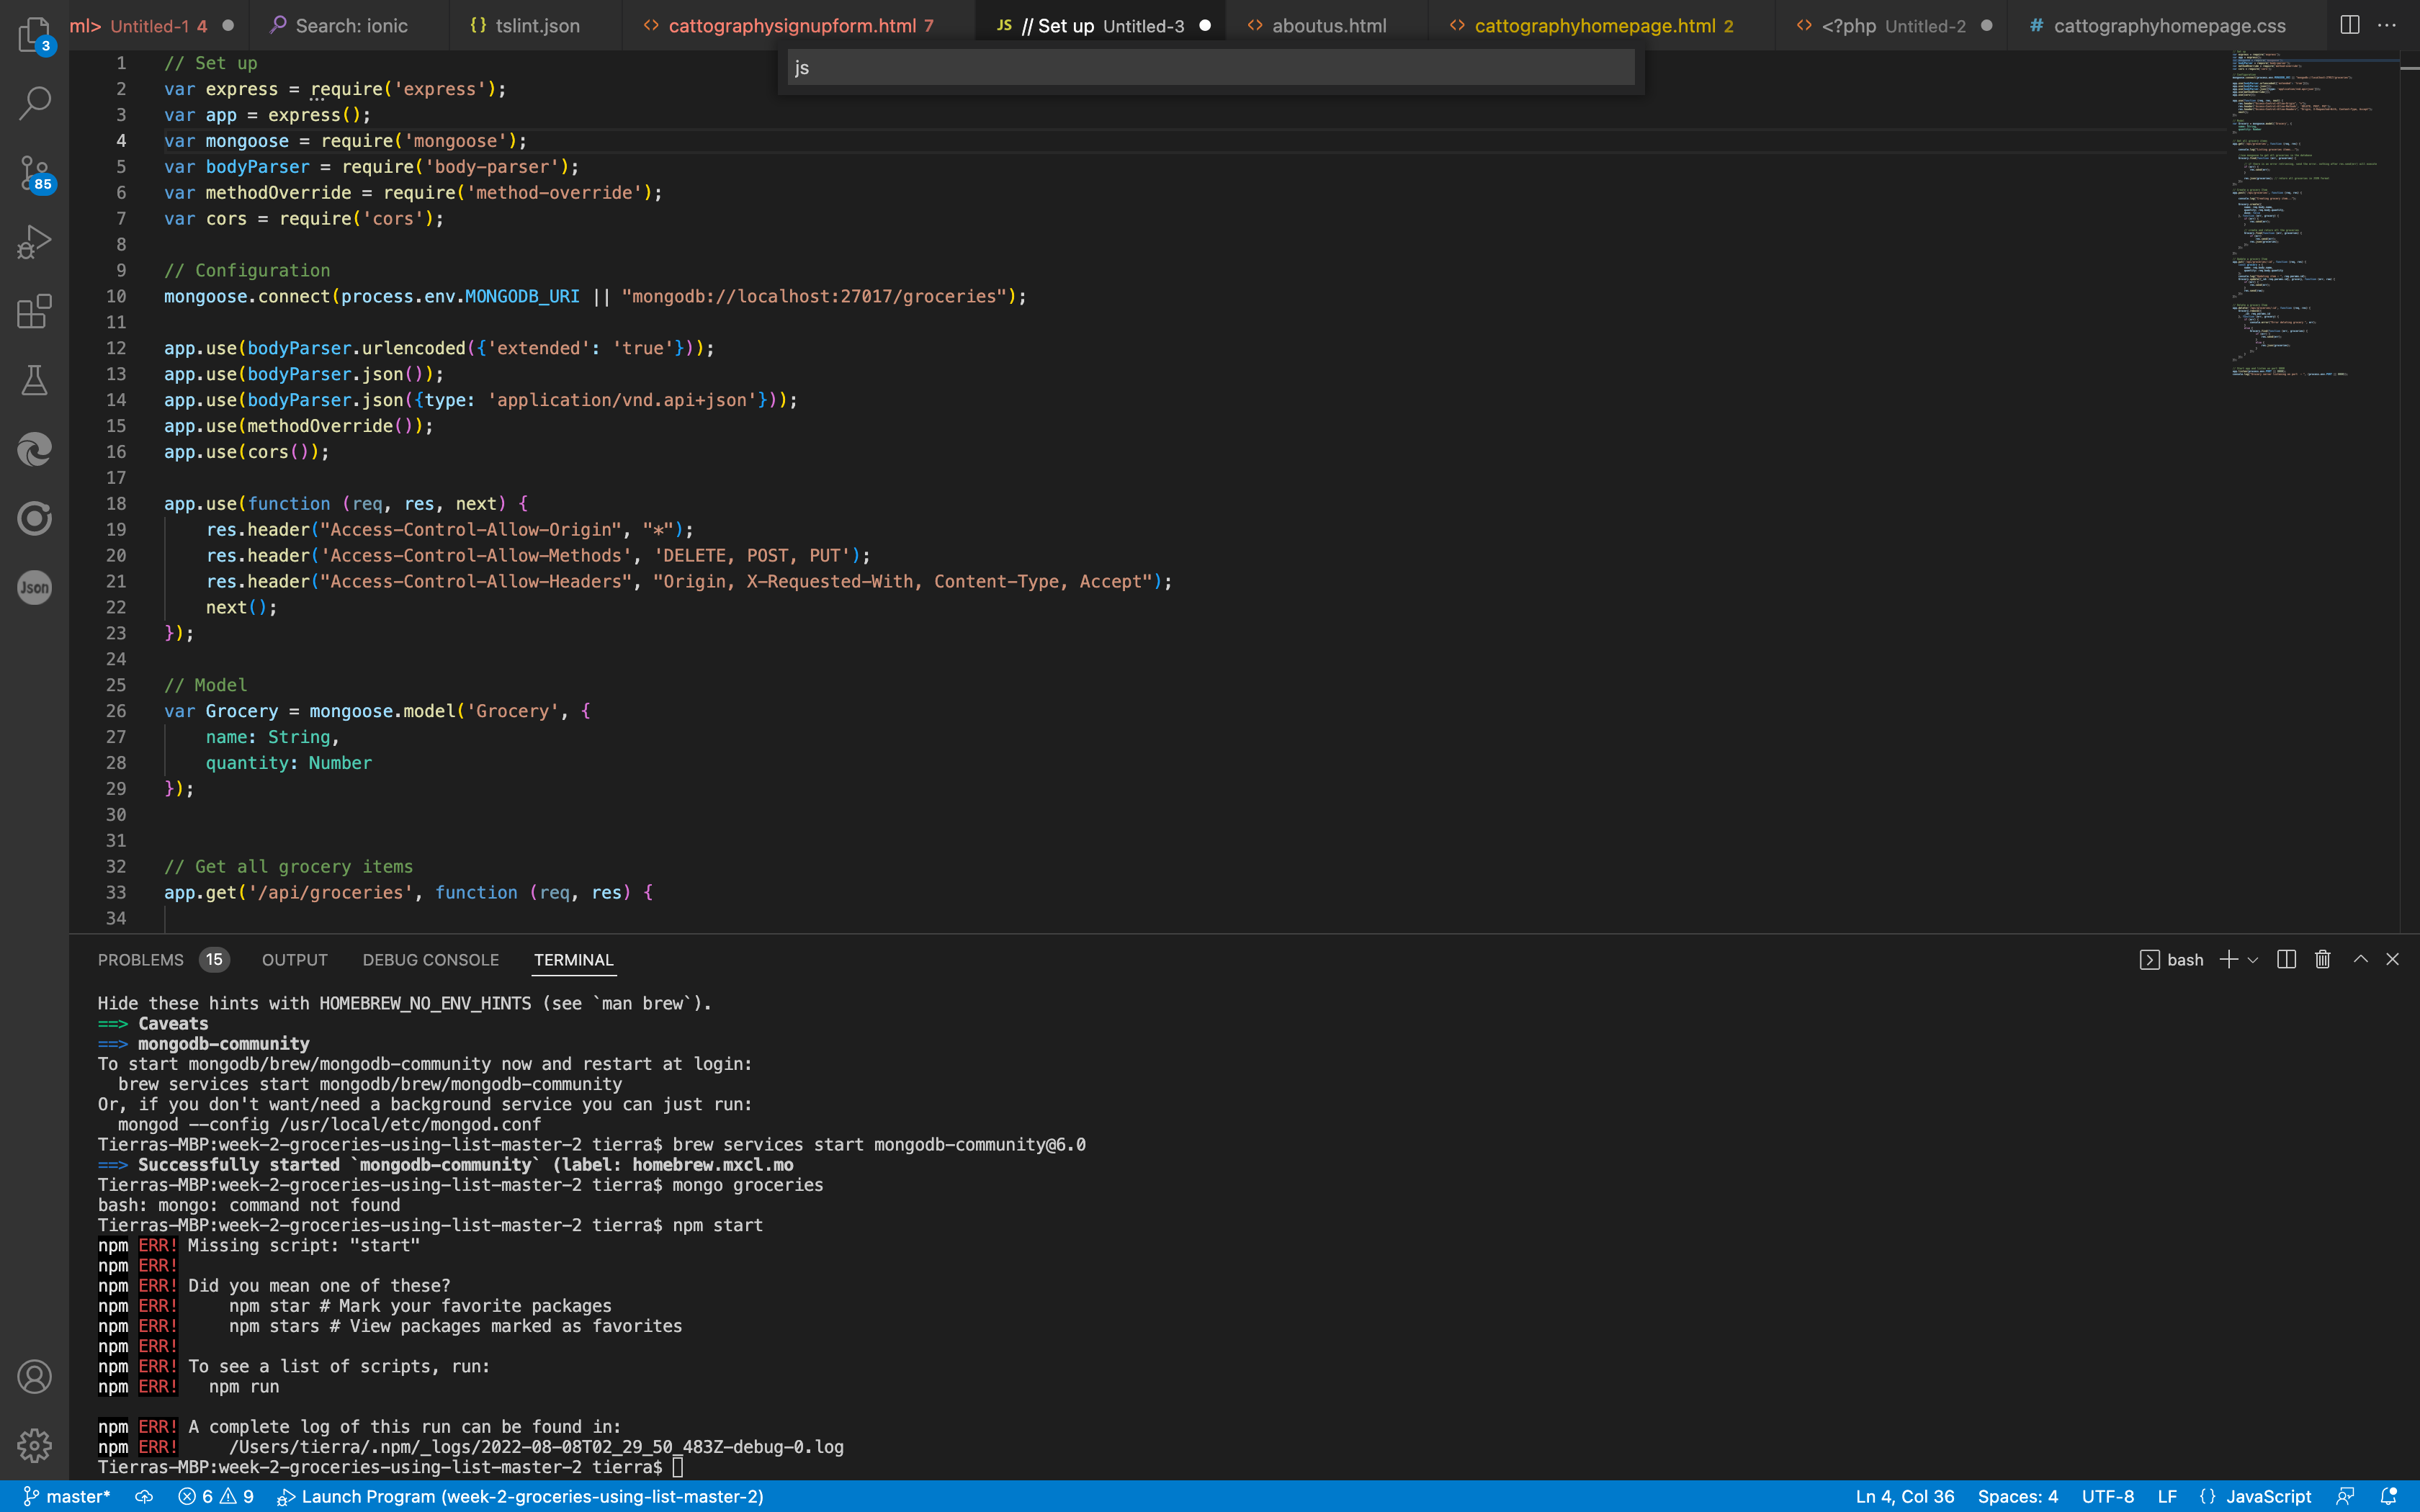 ml> Untitled-1 4 Search: ionic {} tslint.json <> cattographysignupform.html 7 JS // Set up Untitled-3 <> aboutus.html <> cattographyhomepage.html 2 <> <?php Untitled-2 # cattographyhomepage.css
js
3
85
Json
1 // Set up
2 var express = require('express');
3 var app = express();
4 var mongoose = require('mongoose');
5 var bodyParser = require('body-parser');
6 var methodOverride = require('method-override');
7 var cors = require('cors');
8
9 // Configuration
10 mongoose.connect(process.env.MONGODB_URI || "mongodb://localhost:27017/groceries");
11
12 app.use(bodyParser.urlencoded({'extended': 'true'}));
13 app.use(bodyParser.json());
14 app.use(bodyParser.json({type: 'application/vnd.api+json'}));
15 app.use(methodOverride());
16 app.use(cors());
17
18 app.use(function (req, res, next) {
19     res.header("Access-Control-Allow-Origin", "*");
20     res.header('Access-Control-Allow-Methods', 'DELETE, POST, PUT');
21     res.header("Access-Control-Allow-Headers", "Origin, X-Requested-With, Content-Type, Accept");
22     next();
23 });
24
25 // Model
26 var Grocery = mongoose.model('Grocery', {
27     name: String,
28     quantity: Number
29 });
30
31
32 // Get all grocery items
33 app.get('/api/groceries', function (req, res) {
34
PROBLEMS 15 OUTPUT DEBUG CONSOLE TERMINAL bash
Hide these hints with HOMEBREW_NO_ENV_HINTS (see `man brew`).
==> Caveats
==> mongodb-community
To start mongodb/brew/mongodb-community now and restart at login:
  brew services start mongodb/brew/mongodb-community
Or, if you don't want/need a background service you can just run:
  mongod --config /usr/local/etc/mongod.conf
Tierras-MBP:week-2-groceries-using-list-master-2 tierra$ brew services start mongodb-community@6.0
==> Successfully started `mongodb-community` (label: homebrew.mxcl.mo
Tierras-MBP:week-2-groceries-using-list-master-2 tierra$ mongo groceries
bash: mongo: command not found
Tierras-MBP:week-2-groceries-using-list-master-2 tierra$ npm start
npm ERR! Missing script: "start"
npm ERR!
npm ERR! Did you mean one of these?
npm ERR!     npm star # Mark your favorite packages
npm ERR!     npm stars # View packages marked as favorites
npm ERR!
npm ERR! To see a list of scripts, run:
npm ERR!   npm run

npm ERR! A complete log of this run can be found in:
npm ERR!     /Users/tierra/.npm/_logs/2022-08-08T02_29_50_483Z-debug-0.log
Tierras-MBP:week-2-groceries-using-list-master-2 tierra$
master* 6 9 Launch Program (week-2-groceries-using-list-master-2) Ln 4, Col 36 Spaces: 4 UTF-8 LF {} JavaScript